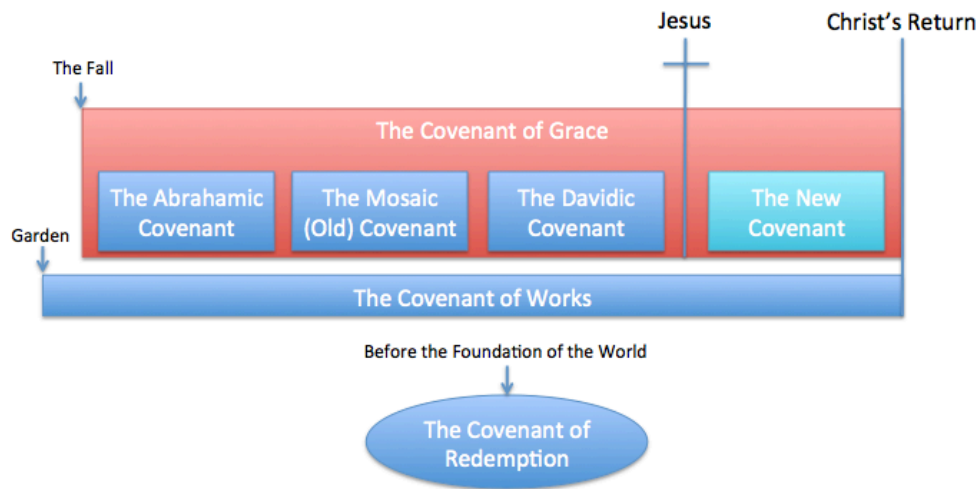 Jesus
Christ's Return
The Fall
The Covenant of Grace
The Abrahamic
Covenant
The Mosaic
(Old) Covenant
The Davidic
Covenant
The New
Covenant
Garden
The Covenant of Works
Before the Foundation of the World
The Covenant of
Redemption